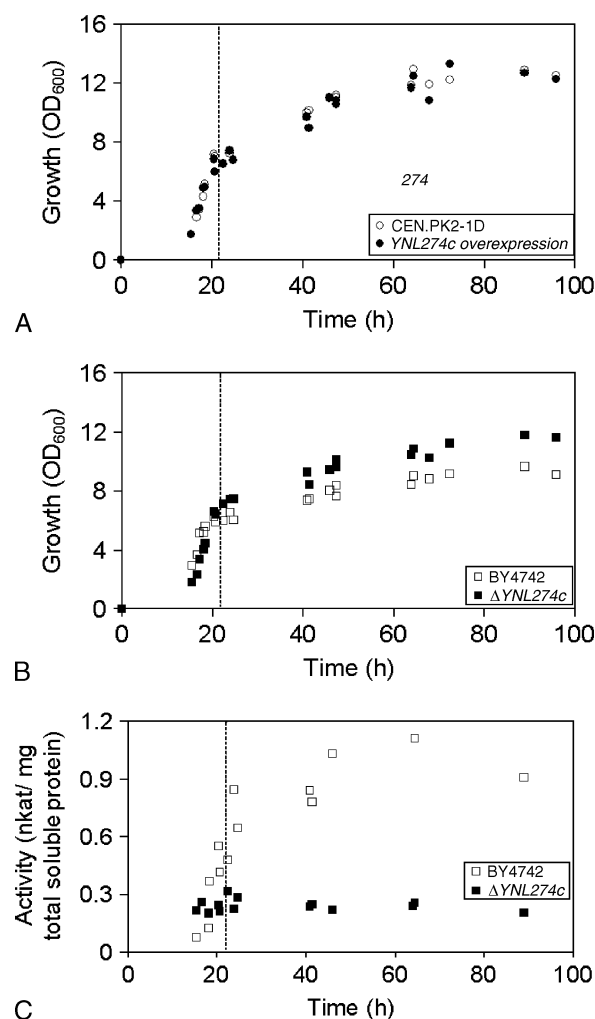 16
12
8
4
0
Growth (OD600)
274
CEN.PK2-1D
YNL274c overexpression
0 20 40 60 80 100
Time (h)
A
16
12
8
4
0
Growth (OD600)
BY4742
ΔYNL274c
0 20 40 60 80 100
Time (h)
B
1.2
0.9
0.6
0.3
0
Activity (nkat/ mg
total soluble protein)
BY4742
ΔYNL274c
0 20 40 60 80 100
Time (h)
C